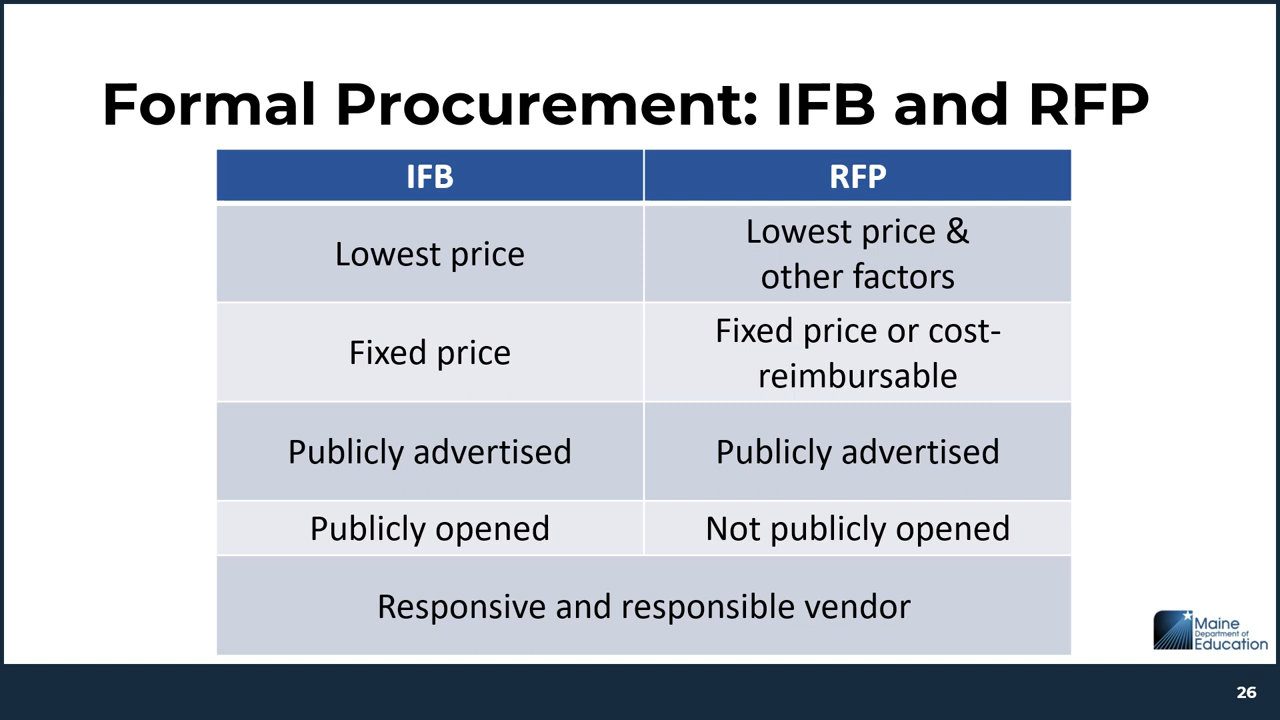 Formal Procurement: IFB and RFP
IFB
RFP
Lowest price
Lowest price &
other factors
Fixed price
Fixed price or cost-
reimbursable
Publicly advertised
Publicly advertised
Publicly opened
Not publicly opened
Responsive and responsible vendor
Maine
Department of
Education
26